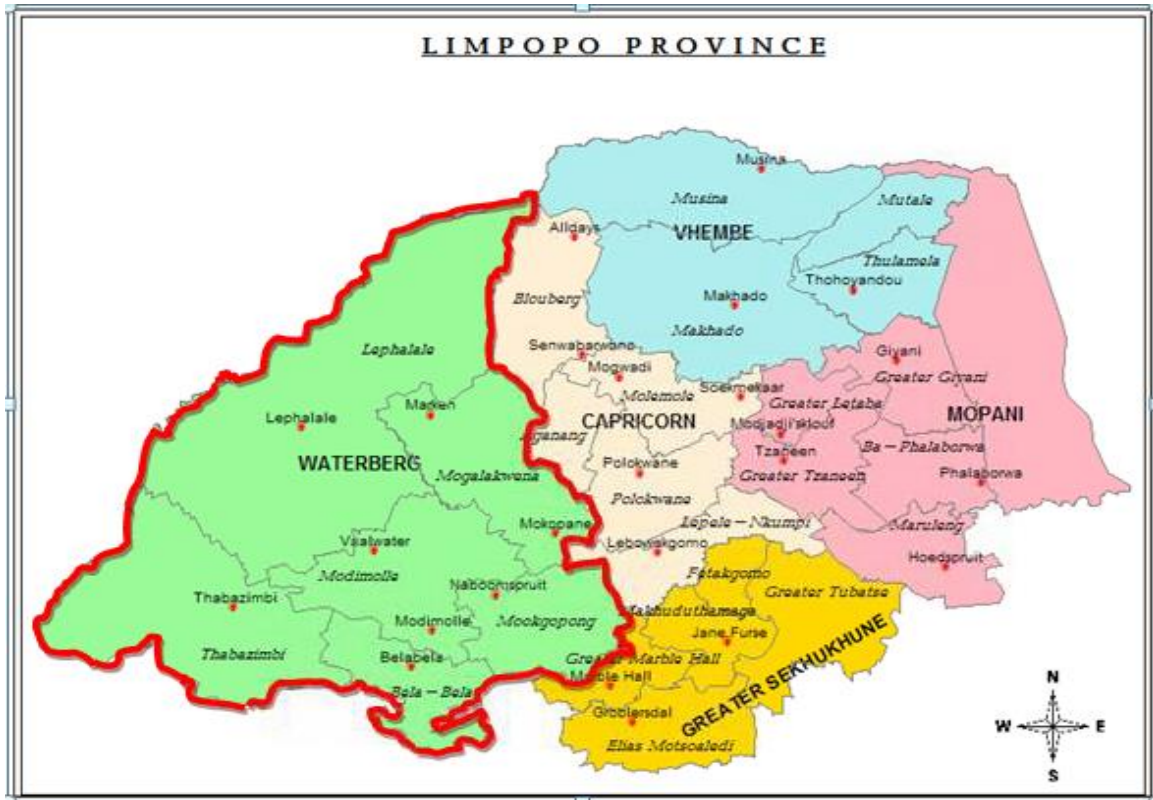 LIMPOPO PROVINCE
Musina
Musina
Mutale
VHEMBE
Alldays
Thulamela
Thohoyandou
Blouberg
Makhado
Makhado
Senwabarwano
Lephalale
Giyani
Mogwadi
Greater Giyani
Soekmekaar
Molemole
Marken
Greater Letaba
Lephalale
CAPRICORN
MOPANI
Modjadji'skloof
Aganang
Ba-Phalaborwa
Tzaneen
WATERBERG
Polokwane
Mogalakwena
Greater Tzaneen
Phalaborwa
Polokwane
Mokopane
Lepele-Nkumpi
Maruleng
Vaalwater
Lebowakgomo
Hoedspruit
Modimolle
Fetakgomo
Naboomspruit
Greater Tubatse
Thabazimbi
Makhuduthamaga
Modimolle
Mookgopong
Jane Furse
Thabazimbi
Belabela
Greater Marble Hall
GREATER SEKHUKHUNE
Marble Hall
Bela-Bela
Groblersdal
Elias Motsoaledi
N
W
E
S